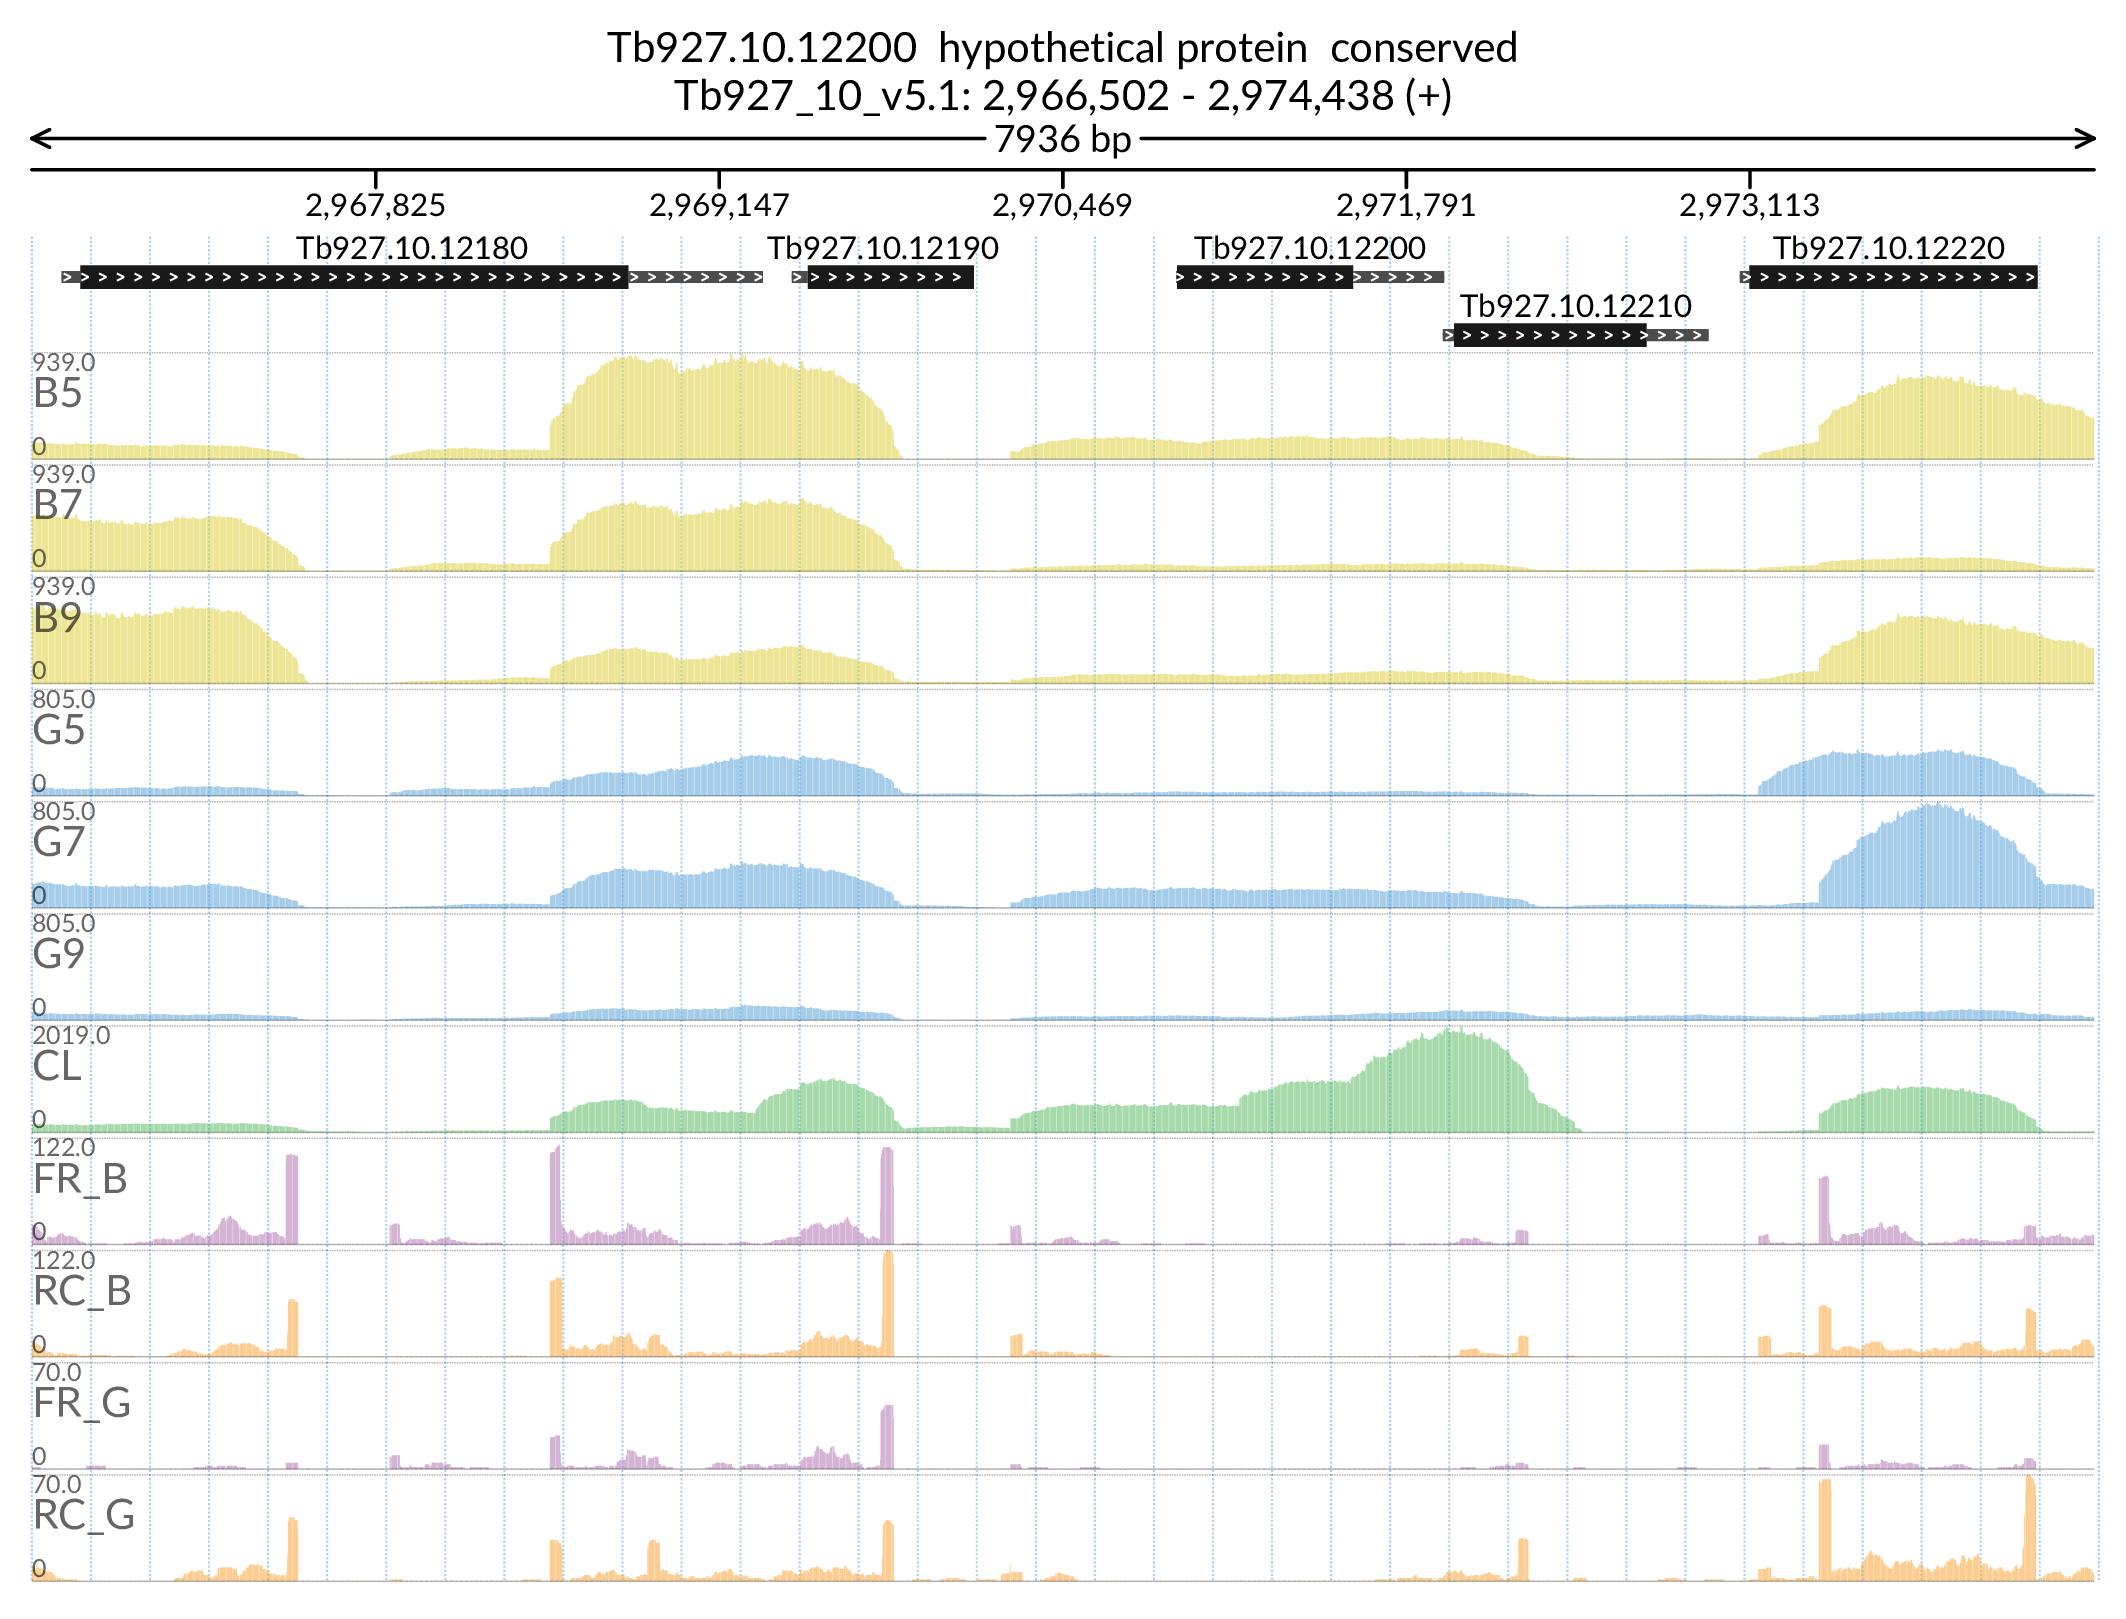 Tb927.10.12200  hypothetical protein  conserved
Tb927_10_v5.1: 2,966,502 - 2,974,438 (+)
7936 bp
2,967,825 2,969,147 2,970,469 2,971,791 2,973,113
Tb927.10.12180 Tb927.10.12190 Tb927.10.12200 Tb927.10.12220
Tb927.10.12210
939.0
B5
0
939.0
B7
0
939.0
B9
0
805.0
G5
0
805.0
G7
0
805.0
G9
0
2019.0
CL
0
122.0
FR_B
0
122.0
RC_B
0
70.0
FR_G
0
70.0
RC_G
0